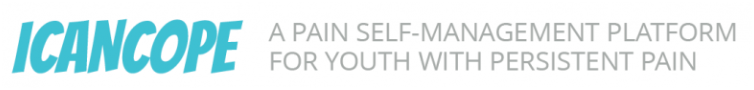 ICANCOPE
A PAIN SELF-MANAGEMENT PLATFORM
FOR YOUTH WITH PERSISTENT PAIN